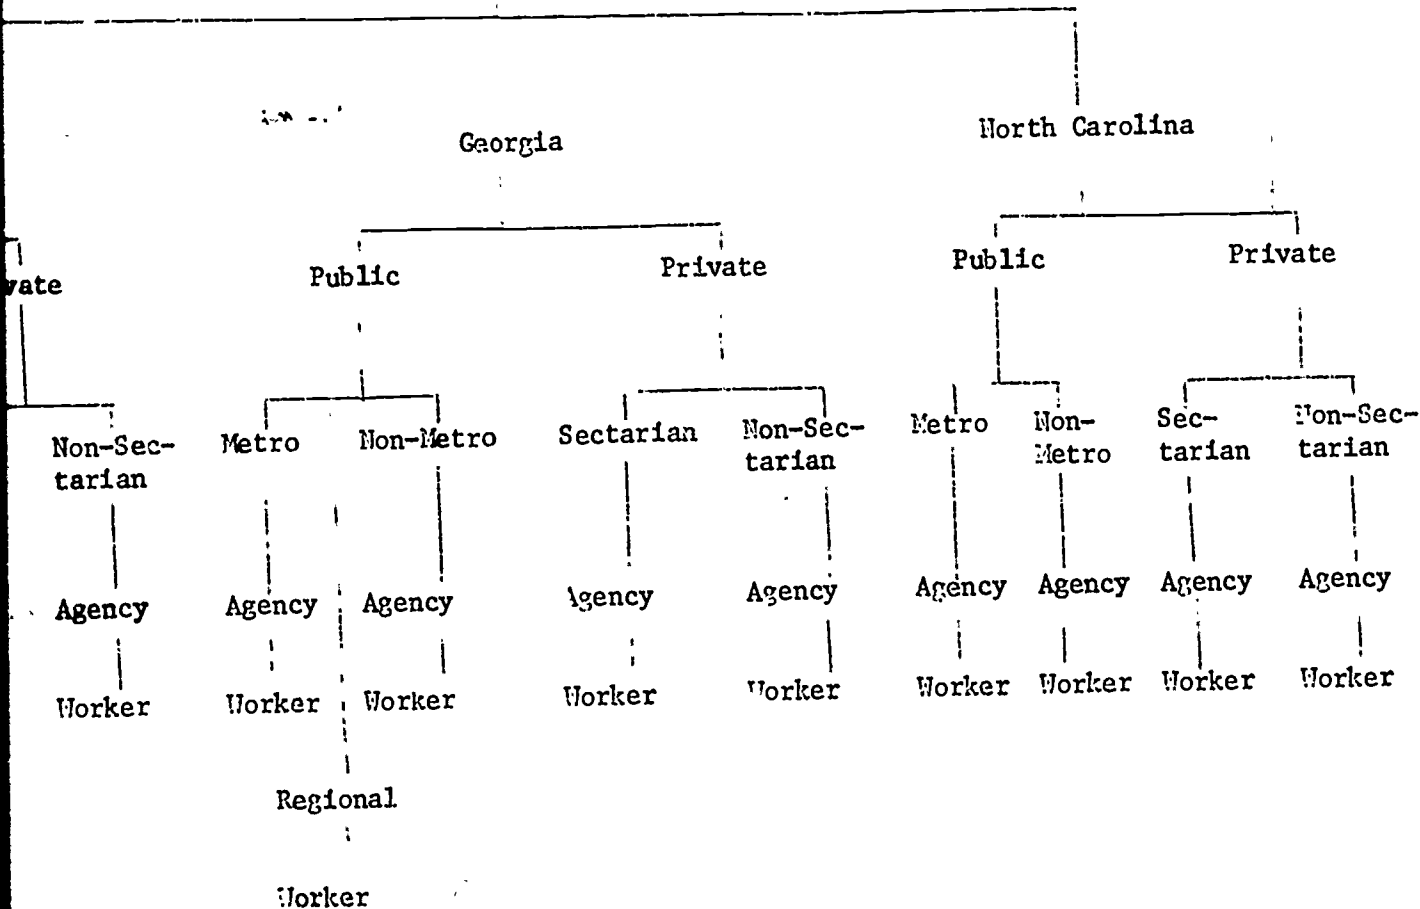 Georgia
North Carolina
vate
Public
Private
Public
Private
Non-Sec-
tarian
Metro
Non-Metro
Sectarian
Non-Sec-
tarian
Metro
Non-
Metro
Sec-
tarian
Non-Sec-
tarian
Agency
Agency
Agency
Agency
Agency
Agency
Agency
Agency
Agency
Worker
Worker
Worker
Worker
Worker
Worker
Worker
Worker
Worker
Regional
Worker